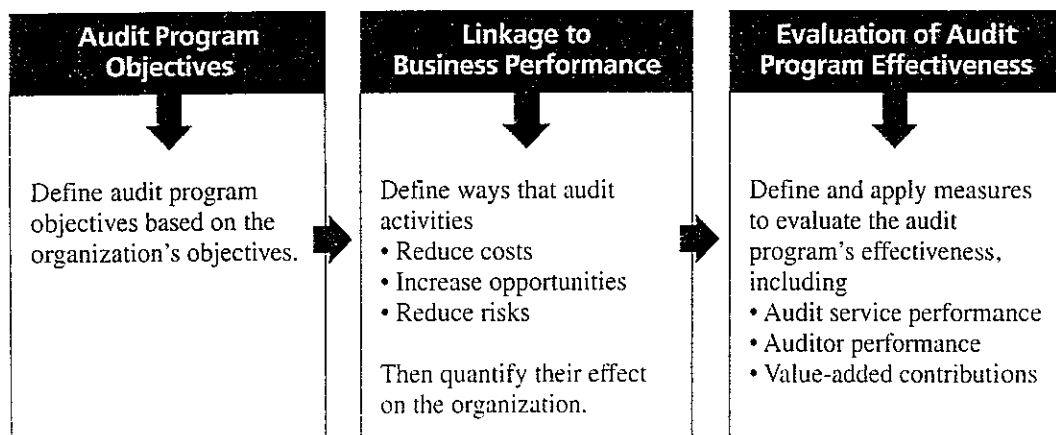 Audit Program
Objectives
Define audit program
objectives based on the
organization's objectives.
Linkage to
Business Performance
Define ways that audit
activities
• Reduce costs
• Increase opportunities
• Reduce risks
Then quantify their effect
on the organization.
Evaluation of Audit
Program Effectiveness
Define and apply measures
to evaluate the audit
program's effectiveness,
including
• Audit service performance
• Auditor performance
• Value-added contributions